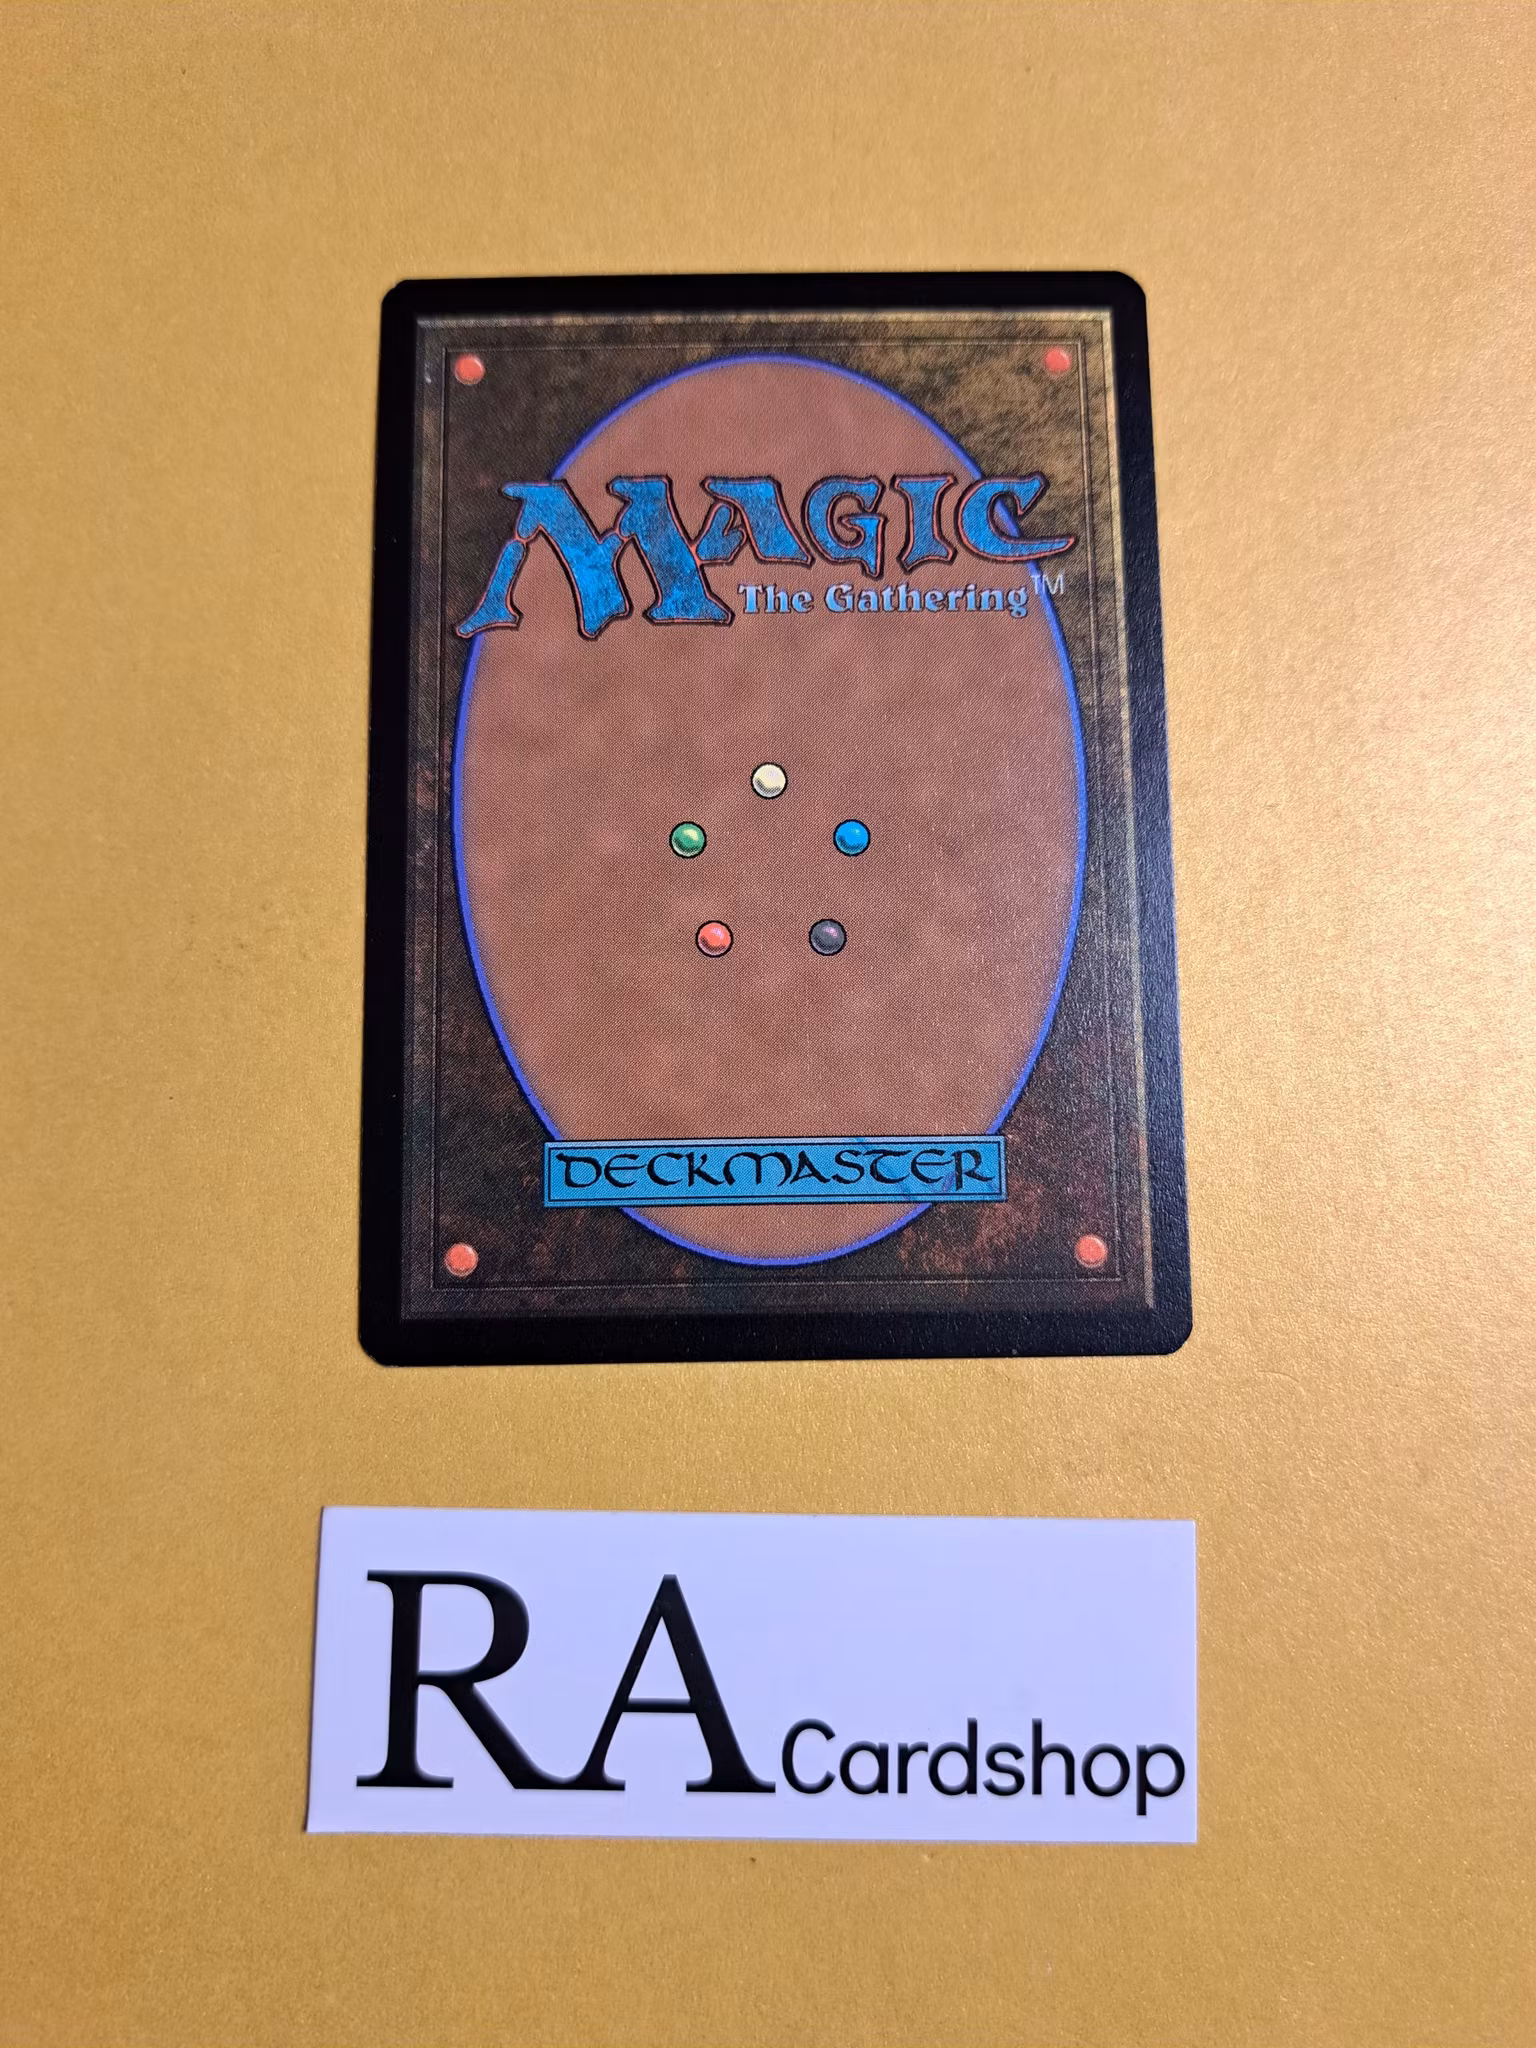 MAGIC
The Gathering™
DECKMASTER
RA Cardshop